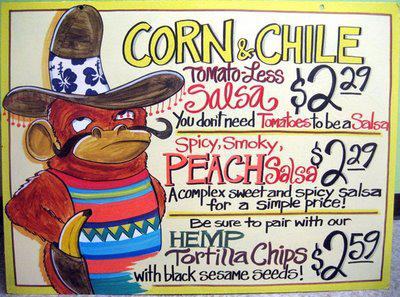 CORN & CHILE
Tomato-Less
Salsa $2.29
You don't need Tomatoes to be a Salsa
Spicy, Smoky,
PEACH Salsa $2.29
A complex sweet and spicy salsa
for a simple price!
Be sure to pair with our
HEMP
Tortilla Chips $2.59
with black sesame seeds!